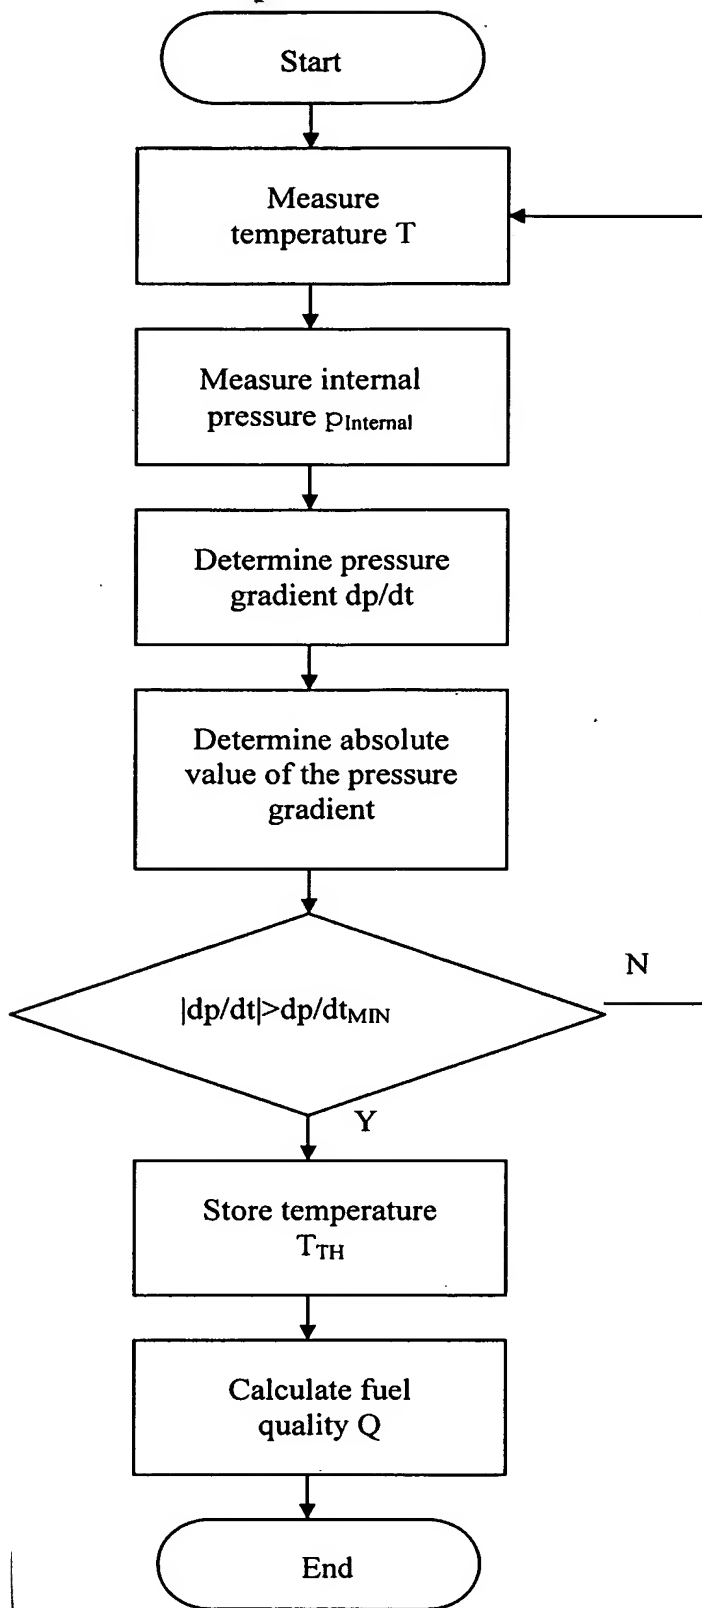 Start
Measure
temperature T
Measure internal
pressure pInternal
Determine pressure
gradient dp/dt
Determine absolute
value of the pressure
gradient
|dp/dt|>dp/dtMIN
N
Y
Store temperature
TTH
Calculate fuel
quality Q
End